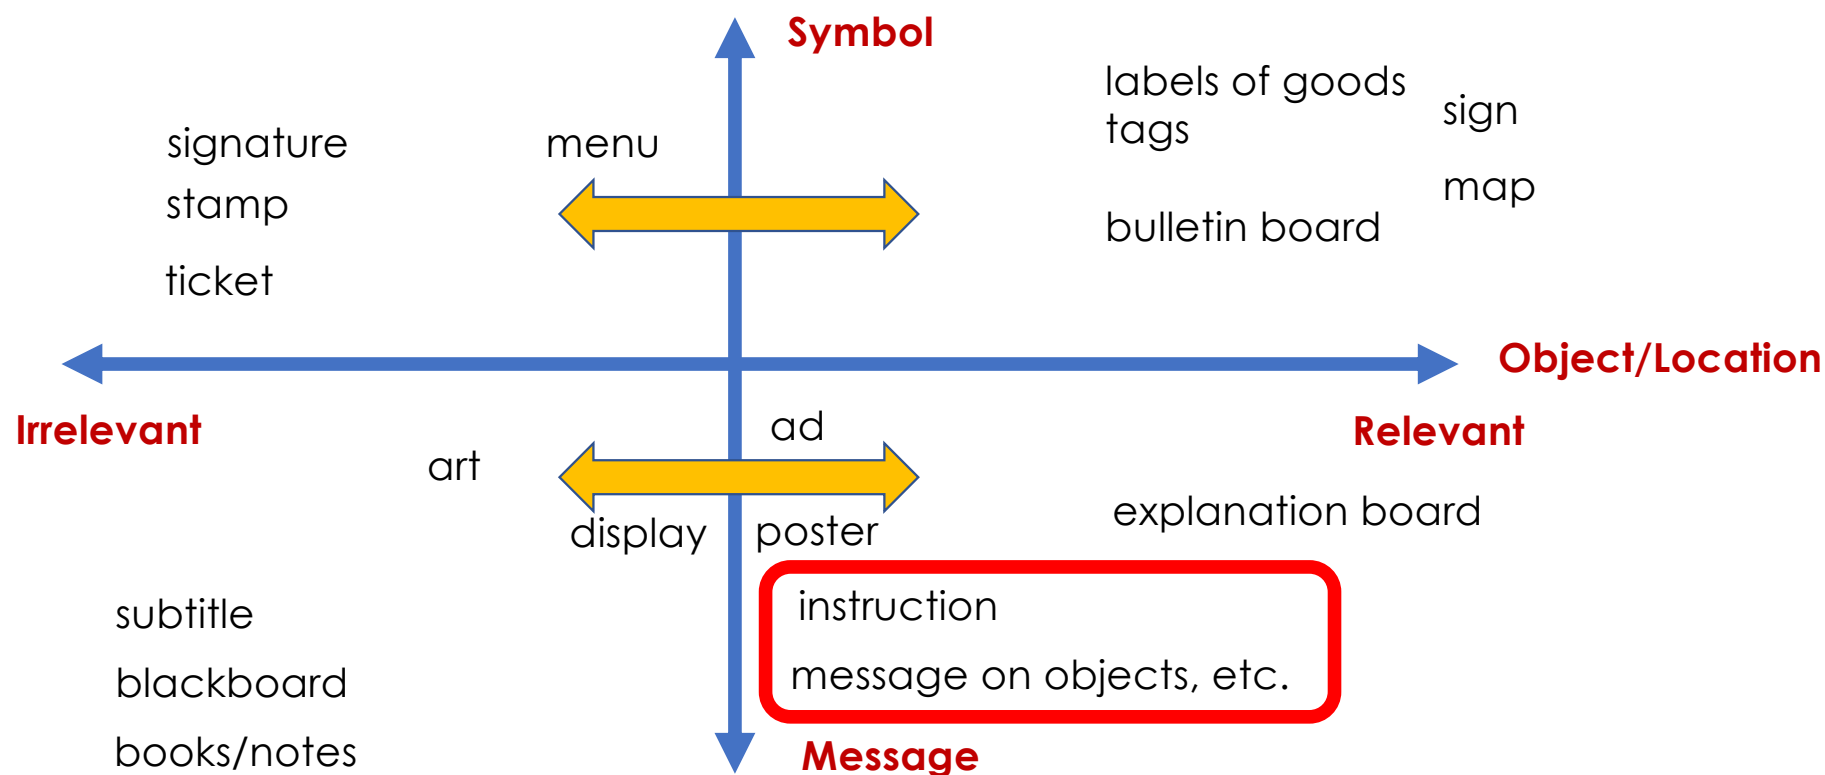 Symbol
labels of goods
tags
sign
signature
menu
stamp
map
bulletin board
ticket
Object/Location
Irrelevant
ad
Relevant
art
explanation board
display
poster
subtitle
instruction
blackboard
message on objects, etc.
books/notes
Message